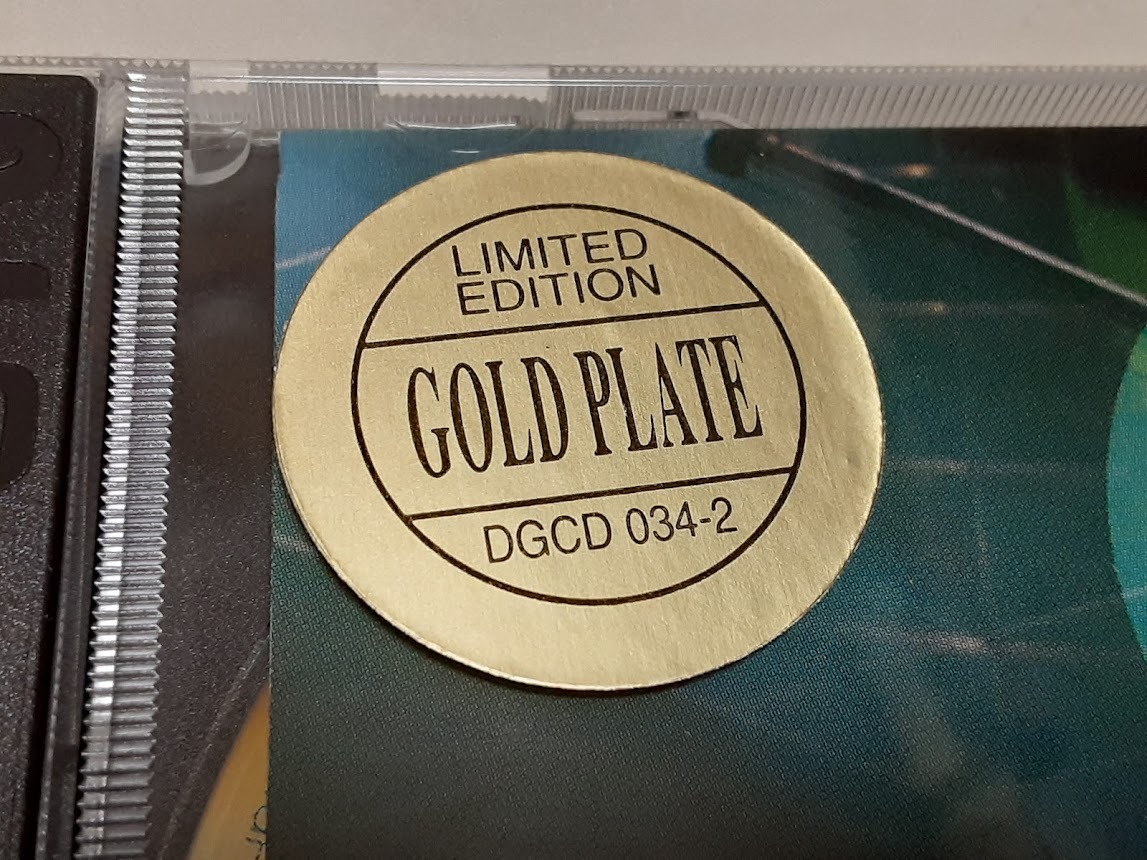 LIMITED
EDITION
GOLD PLATE
DGCD 034-2